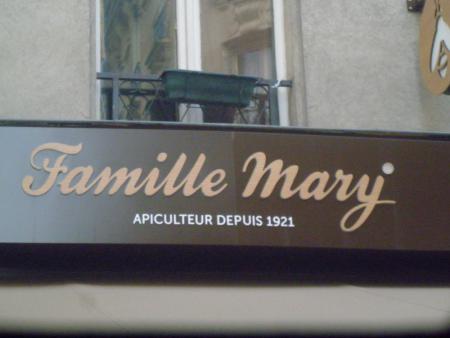 Famille Mary
APICULTEUR DEPUIS 1921